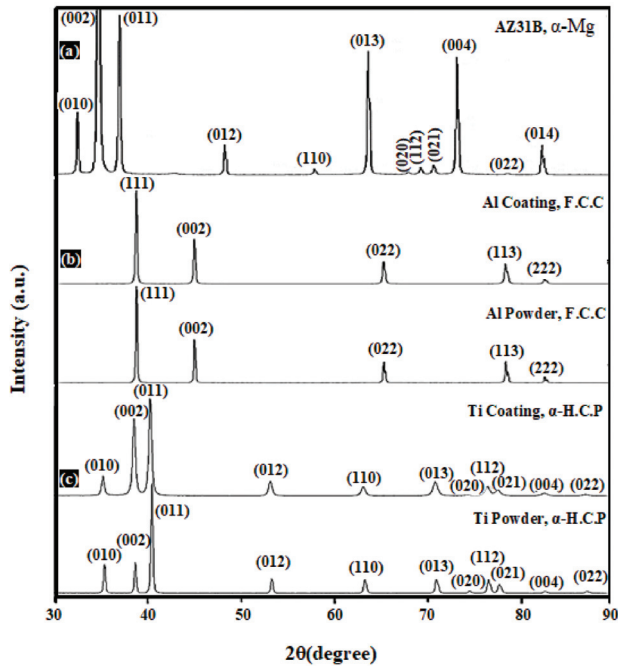 (002) (011) AZ31B, α-Mg
(a) (013) (004)
(010)
(012) (110) (020) (112) (021) (022) (014)
(111) Al Coating, F.C.C
(b) (002) (022) (113) (222)
(111) Al Powder, F.C.C
(002) (022) (113) (222)
(011) Ti Coating, α-H.C.P
(002)
(c) (010) (012) (110) (013) (020) (112) (021) (004) (022)
(011) Ti Powder, α-H.C.P
(010) (002) (012) (110) (013) (020) (112) (021) (004) (022)
30 40 50 60 70 80 90
2θ(degree)
Intensity (a.u.)